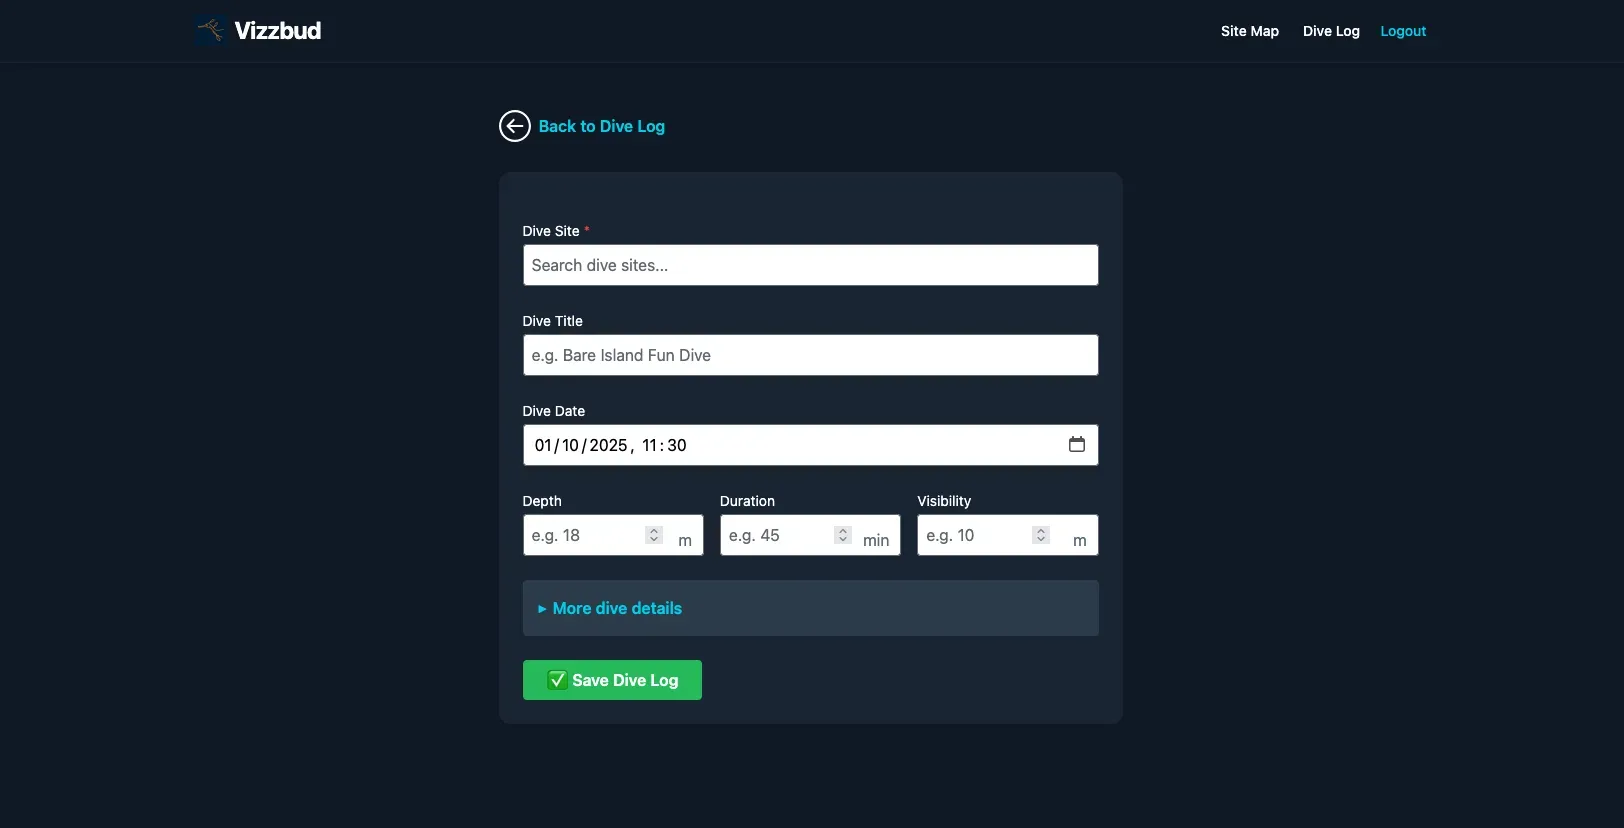 Vizzbud
Site Map Dive Log Logout
Back to Dive Log
Dive Site *
Search dive sites...
Dive Title
e.g. Bare Island Fun Dive
Dive Date
01/10/2025, 11:30
Depth Duration Visibility
e.g. 18 m e.g. 45 min e.g. 10 m
▸ More dive details
✅ Save Dive Log